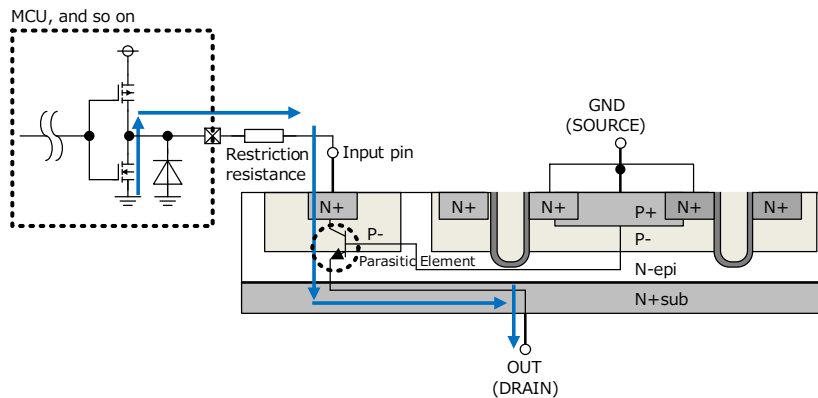 MCU, and so on
GND
(SOURCE)
Restriction
resistance
Input pin
N+
N+
N+
P+
N+
N+
P-
P-
Parasitic Element
N-epi
N+sub
OUT
(DRAIN)